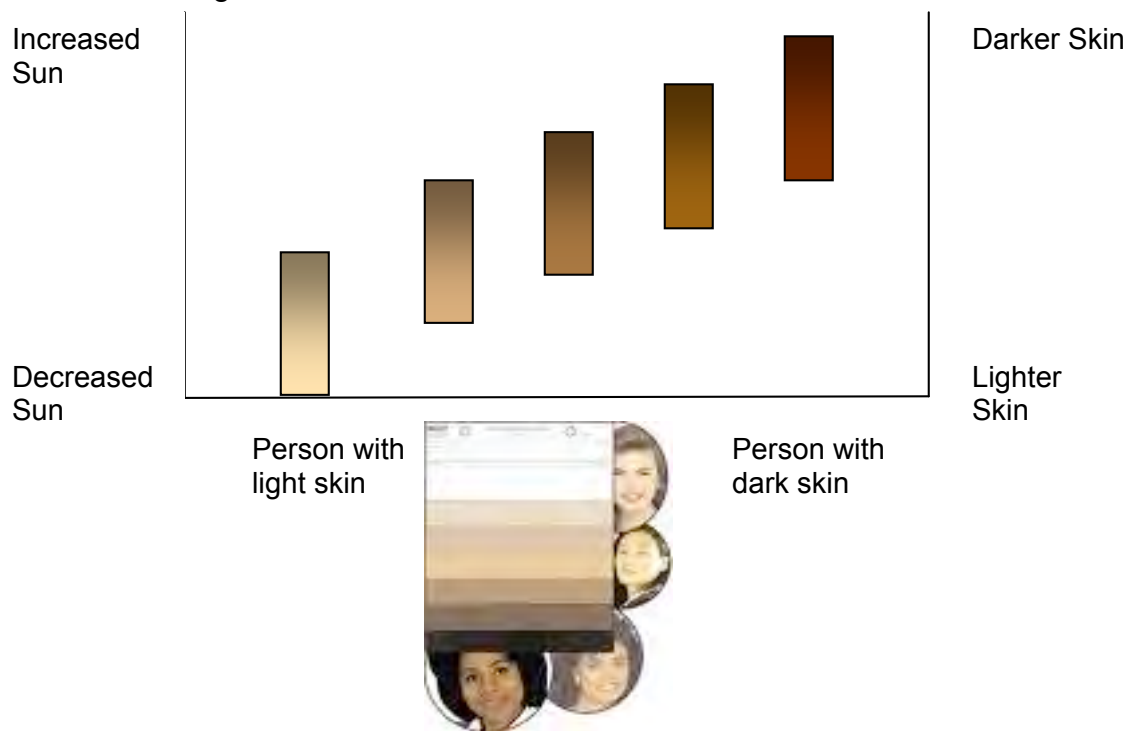 Increased
Sun
Darker Skin
Decreased
Sun
Lighter
Skin
Person with
light skin
Person with
dark skin